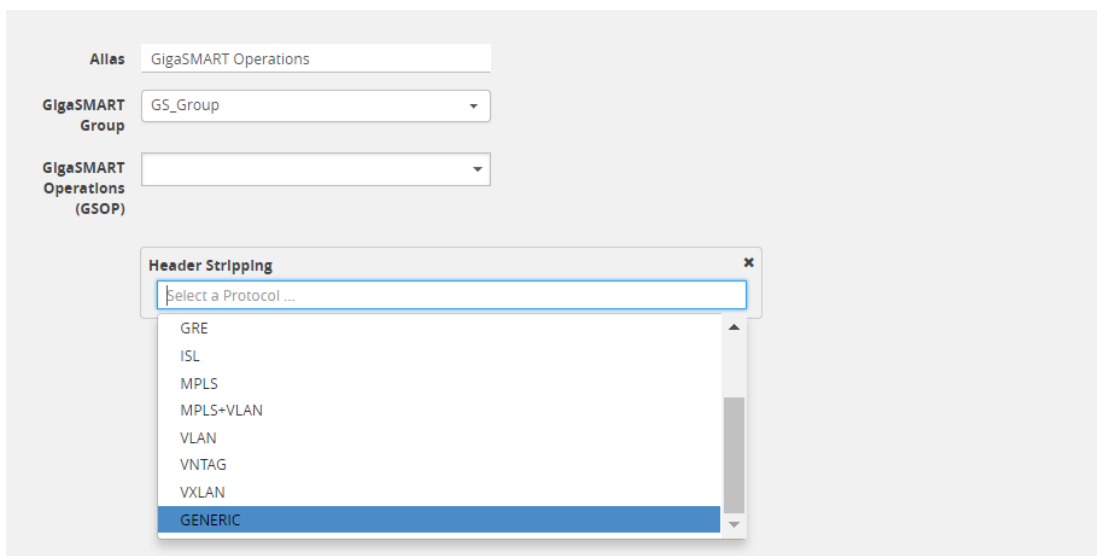 Alias
GigaSMART Operations
GigaSMART
Group
GS_Group
GigaSMART
Operations
(GSOP)
Header Stripping
Select a Protocol ...
GRE
ISL
MPLS
MPLS+VLAN
VLAN
VNTAG
VXLAN
GENERIC